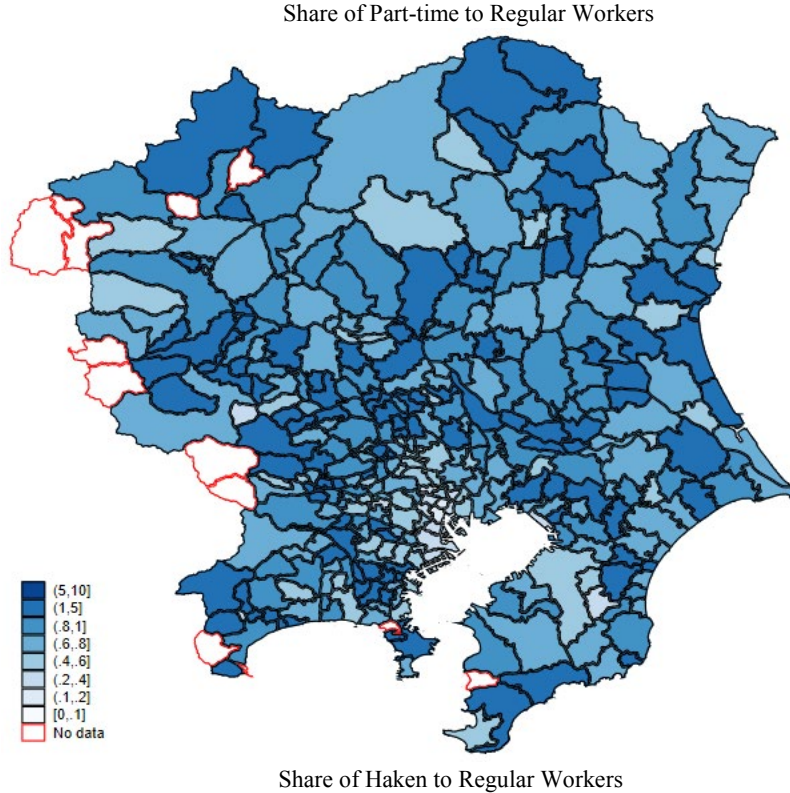 Share of Part-time to Regular Workers
(5,10]
(1,5]
(.8,1]
(.6,.8]
(.4,.6]
(.2,.4]
(.1,.2]
[0,.1]
No data
Share of Haken to Regular Workers